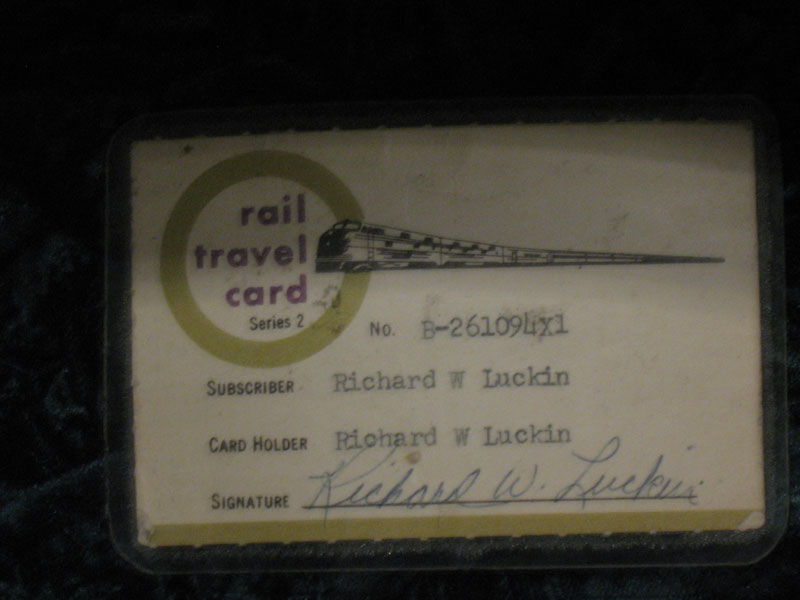 rail
travel
card
Series 2
No. B-261094X1
SUBSCRIBER Richard W Luckin
CARD HOLDER Richard W Luckin
SIGNATURE Richard W. Luckin